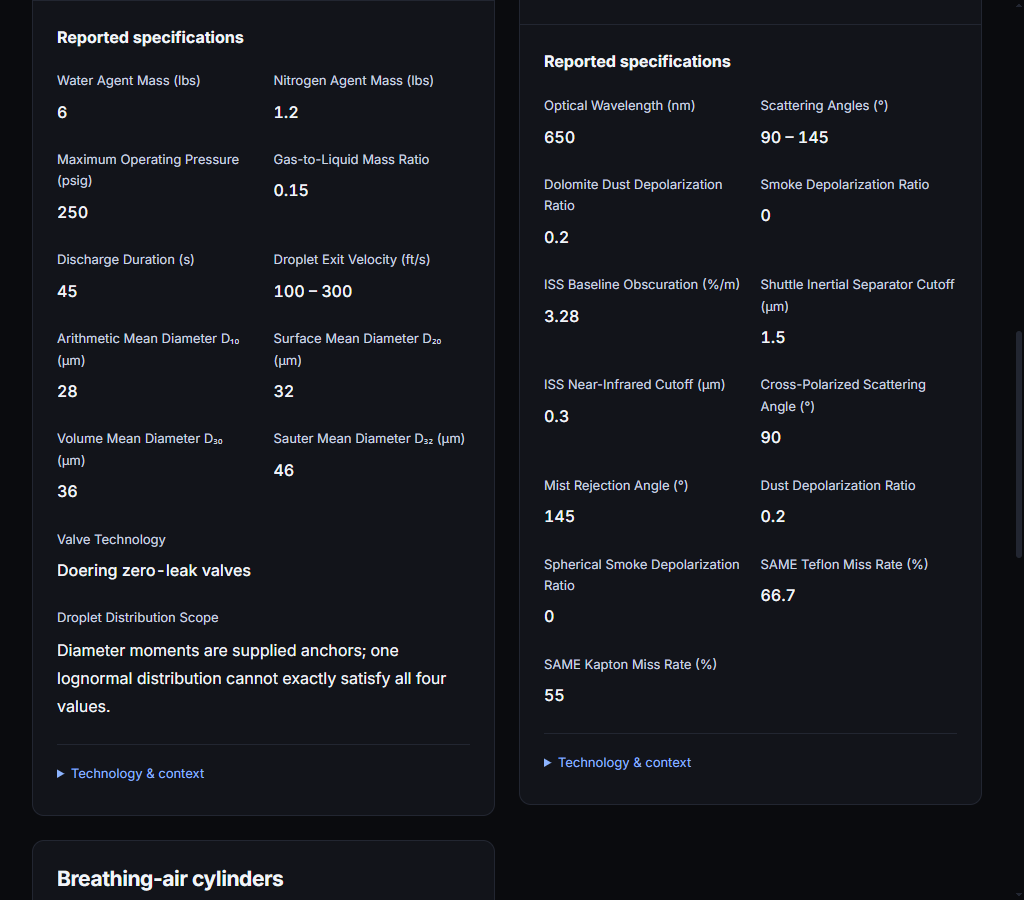 Reported specifications
Water Agent Mass (lbs)
6
Nitrogen Agent Mass (lbs)
1.2
Maximum Operating Pressure
(psig)
250
Gas-to-Liquid Mass Ratio
0.15
Discharge Duration (s)
45
Droplet Exit Velocity (ft/s)
100 – 300
Arithmetic Mean Diameter D₁₀
(µm)
28
Surface Mean Diameter D₂₀
(µm)
32
Volume Mean Diameter D₃₀
(µm)
36
Sauter Mean Diameter D₃₂ (µm)
46
Valve Technology
Doering zero-leak valves
Droplet Distribution Scope
Diameter moments are supplied anchors; one
lognormal distribution cannot exactly satisfy all four
values.
▶ Technology & context
Breathing-air cylinders
Reported specifications
Optical Wavelength (nm)
650
Scattering Angles (°)
90 – 145
Dolomite Dust Depolarization
Ratio
0.2
Smoke Depolarization Ratio
0
ISS Baseline Obscuration (%/m)
3.28
Shuttle Inertial Separator Cutoff
(µm)
1.5
ISS Near-Infrared Cutoff (µm)
0.3
Cross-Polarized Scattering
Angle (°)
90
Mist Rejection Angle (°)
145
Dust Depolarization Ratio
0.2
Spherical Smoke Depolarization
Ratio
0
SAME Teflon Miss Rate (%)
66.7
SAME Kapton Miss Rate (%)
55
▶ Technology & context